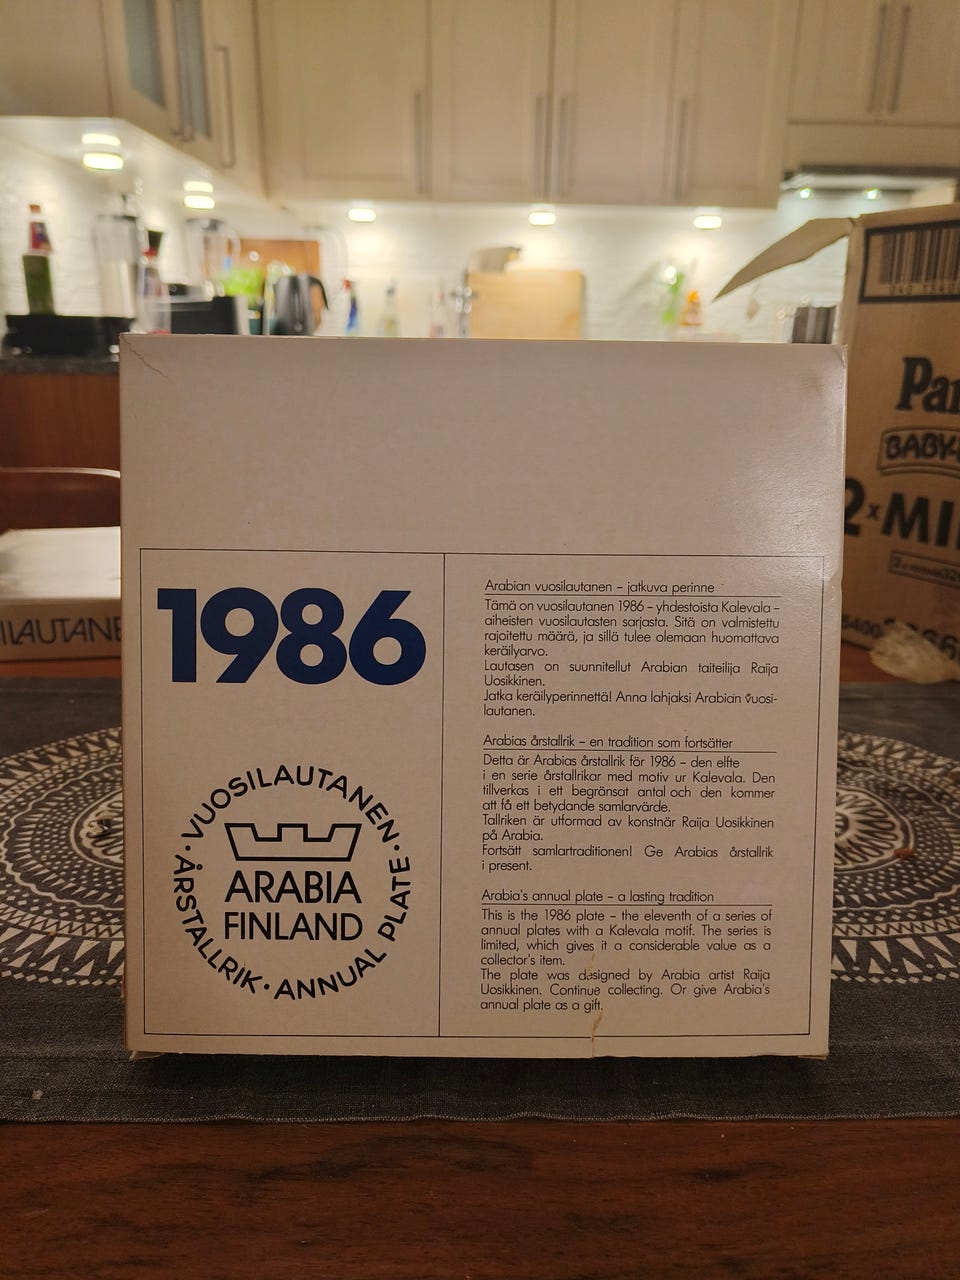 1986
· VUOSILAUTANEN ·
ARABIA
FINLAND
ÅRSTALLRIK · ANNUAL PLATE
Arabian vuosilautanen – jatkuva perinne
Tämä on vuosilautanen 1986 – yhdestoista Kalevala –
aiheisten vuosilautasten sarjasta. Sitä on valmistettu
rajoitettu määrä, ja sillä tulee olemaan huomattava
keräilyarvo.
Lautasen on suunnitellut Arabian taiteilija Raija
Uosikkinen.
Jatka keräilyperinnettä! Anna lahjaksi Arabian vuosi-
lautanen.
Arabias årstallrik – en tradition som fortsätter
Detta är Arabias årstallrik för 1986 – den elfte
i en serie årstallrikar med motiv ur Kalevala. Den
tillverkas i ett begränsat antal och den kommer
att få ett betydande samlarvärde.
Tallriken är utformad av konstnär Raija Uosikkinen
på Arabia.
Fortsätt samlartraditionen! Ge Arabias årstallrik
i present.
Arabia's annual plate – a lasting tradition
This is the 1986 plate – the eleventh of a series of
annual plates with a Kalevala motif. The series is
limited, which gives it a considerable value as a
collector's item.
The plate was designed by Arabia artist Raija
Uosikkinen. Continue collecting. Or give Arabia's
annual plate as a gift.
ILAUTANE
Pa
BABY
2 x MI